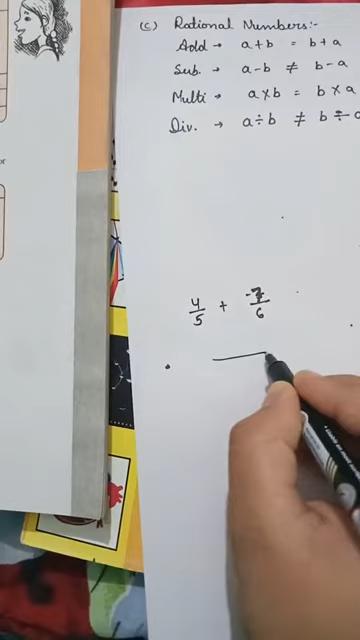 (c) Rational Numbers:-
Add → a+b = b+a
Sub. → a-b ≠ b-a
Multi → a×b = b×a
Div. → a÷b ≠ b÷a
4/5 + -7/6